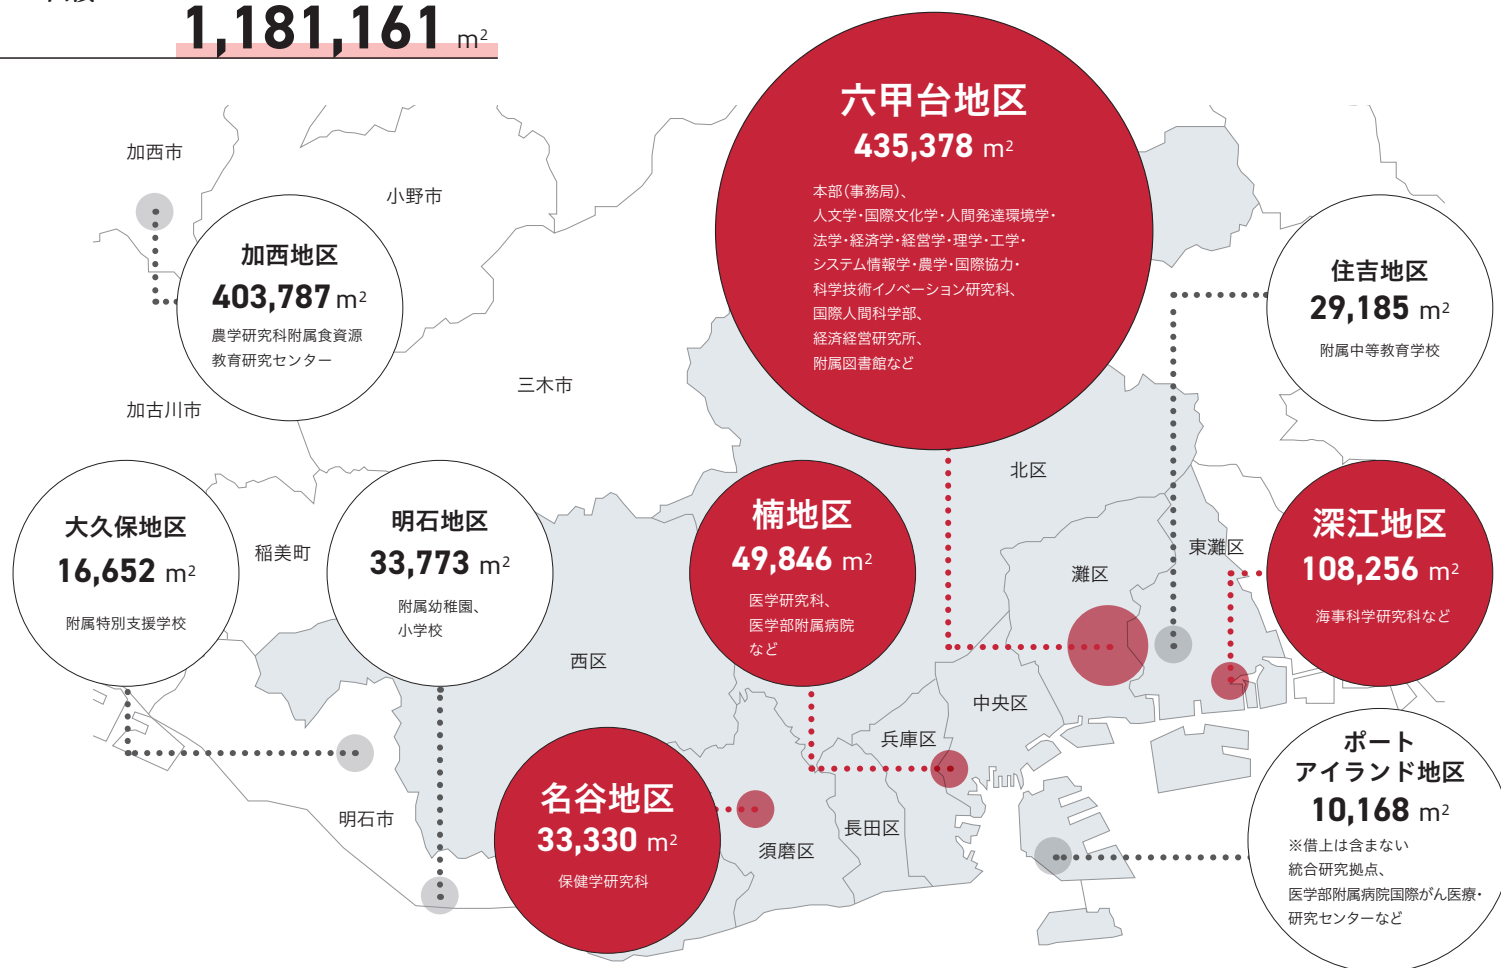 1,181,161 m²
六甲台地区
435,378 m²
本部(事務局)、
人文学・国際文化学・人間発達環境学・
法学・経済学・経営学・理学・工学・
システム情報学・農学・国際協力・
科学技術イノベーション研究科、
国際人間科学部、
経済経営研究所、
附属図書館など
加西市
小野市
加西地区
403,787 m²
農学研究科附属食資源
教育研究センター
住吉地区
29,185 m²
附属中等教育学校
三木市
加古川市
北区
大久保地区
16,652 m²
附属特別支援学校
稲美町
明石地区
33,773 m²
附属幼稚園、
小学校
楠地区
49,846 m²
医学研究科、
医学部附属病院
など
灘区
東灘区
深江地区
108,256 m²
海事科学研究科など
西区
中央区
兵庫区
ポート
アイランド地区
10,168 m²
※借上は含まない
統合研究拠点、
医学部附属病院国際がん医療・
研究センターなど
名谷地区
33,330 m²
保健学研究科
明石市
須磨区
長田区